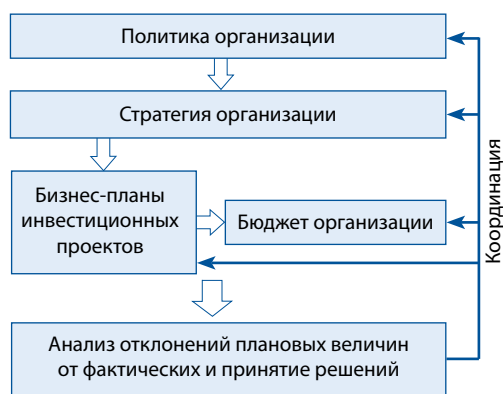 Политика организации
Стратегия организации
Бизнес-планы
инвестиционных
проектов
Бюджет организации
Координация
Анализ отклонений плановых величин
от фактических и принятие решений